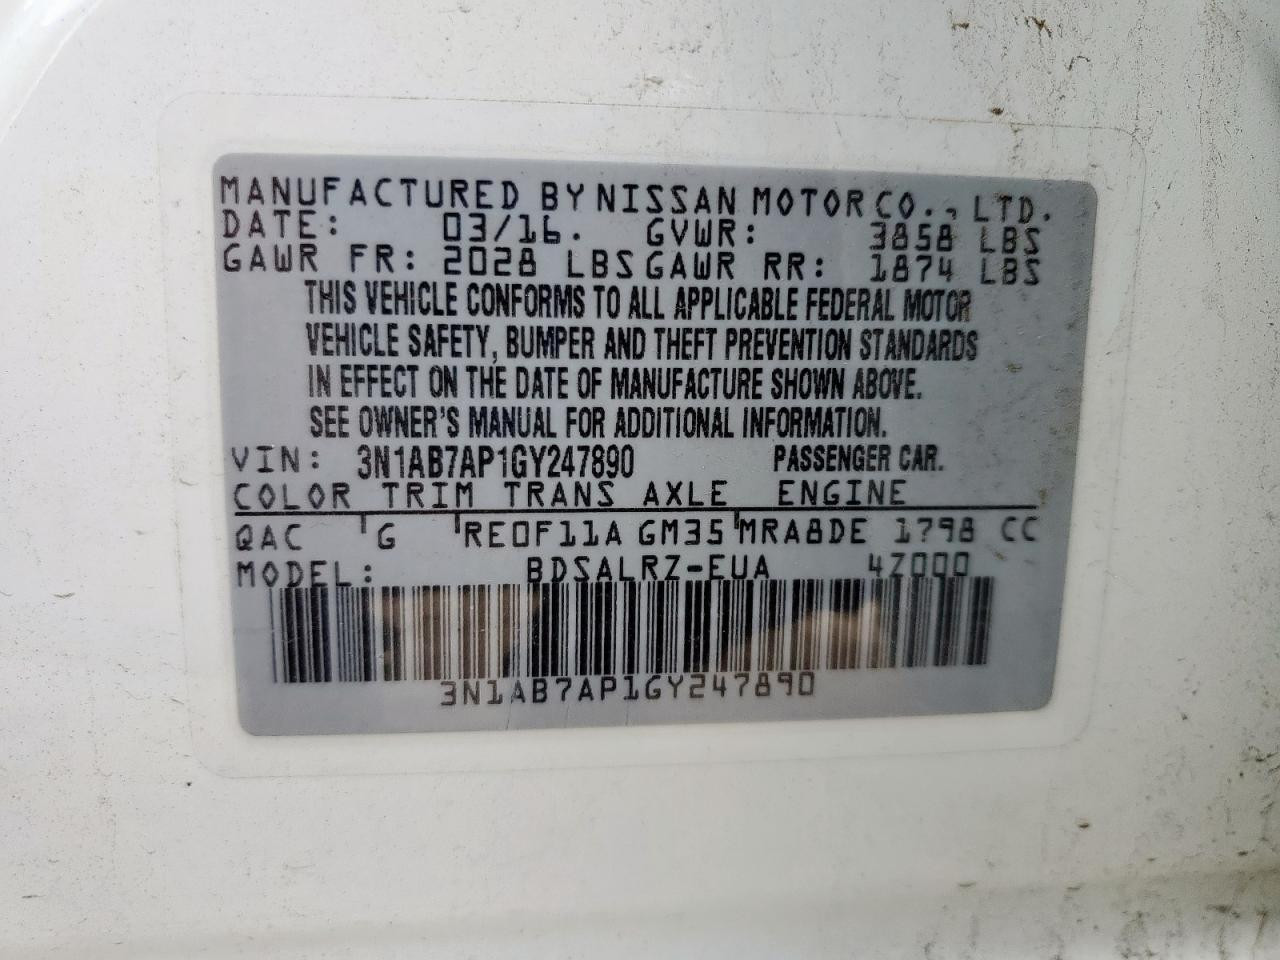 MANUFACTURED BY NISSAN MOTOR CO., LTD.
DATE: 03/16. GVWR: 3858 LBS
GAWR FR: 2028 LBS GAWR RR: 1874 LBS
THIS VEHICLE CONFORMS TO ALL APPLICABLE FEDERAL MOTOR
VEHICLE SAFETY, BUMPER AND THEFT PREVENTION STANDARDS
IN EFFECT ON THE DATE OF MANUFACTURE SHOWN ABOVE.
SEE OWNER'S MANUAL FOR ADDITIONAL INFORMATION.
VIN: 3N1AB7AP1GY247890 PASSENGER CAR.
COLOR TRIM TRANS AXLE ENGINE
QAC G RE0F11A GM35 MRA8DE 1798 CC
MODEL: BDSALRZ-EUA 4Z000
3N1AB7AP1GY247890